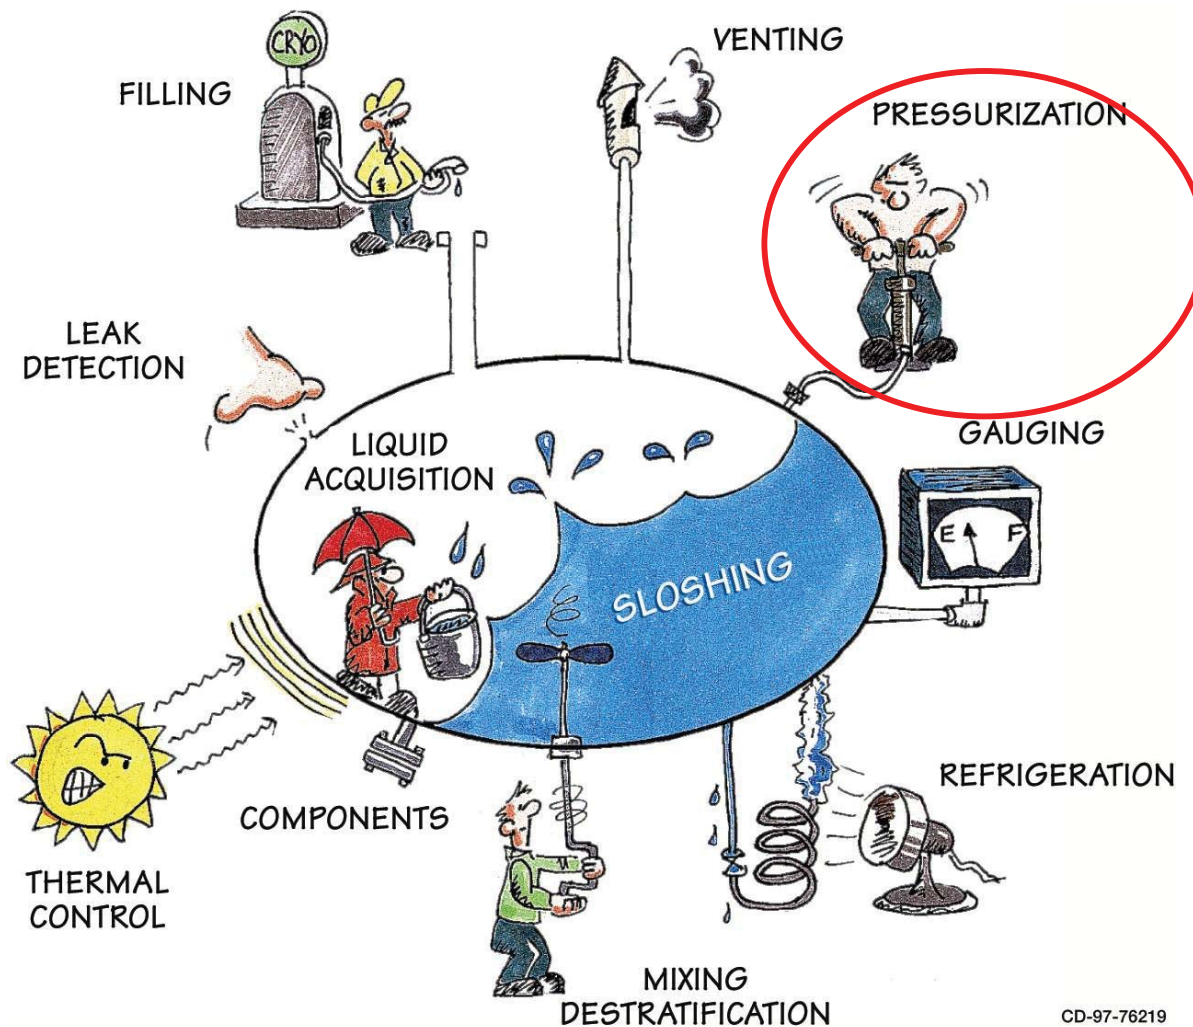 CRYO
VENTING
FILLING
PRESSURIZATION
LEAK
DETECTION
LIQUID
ACQUISITION
GAUGING
E F
SLOSHING
REFRIGERATION
COMPONENTS
THERMAL
CONTROL
MIXING
DESTRATIFICATION
CD-97-76219